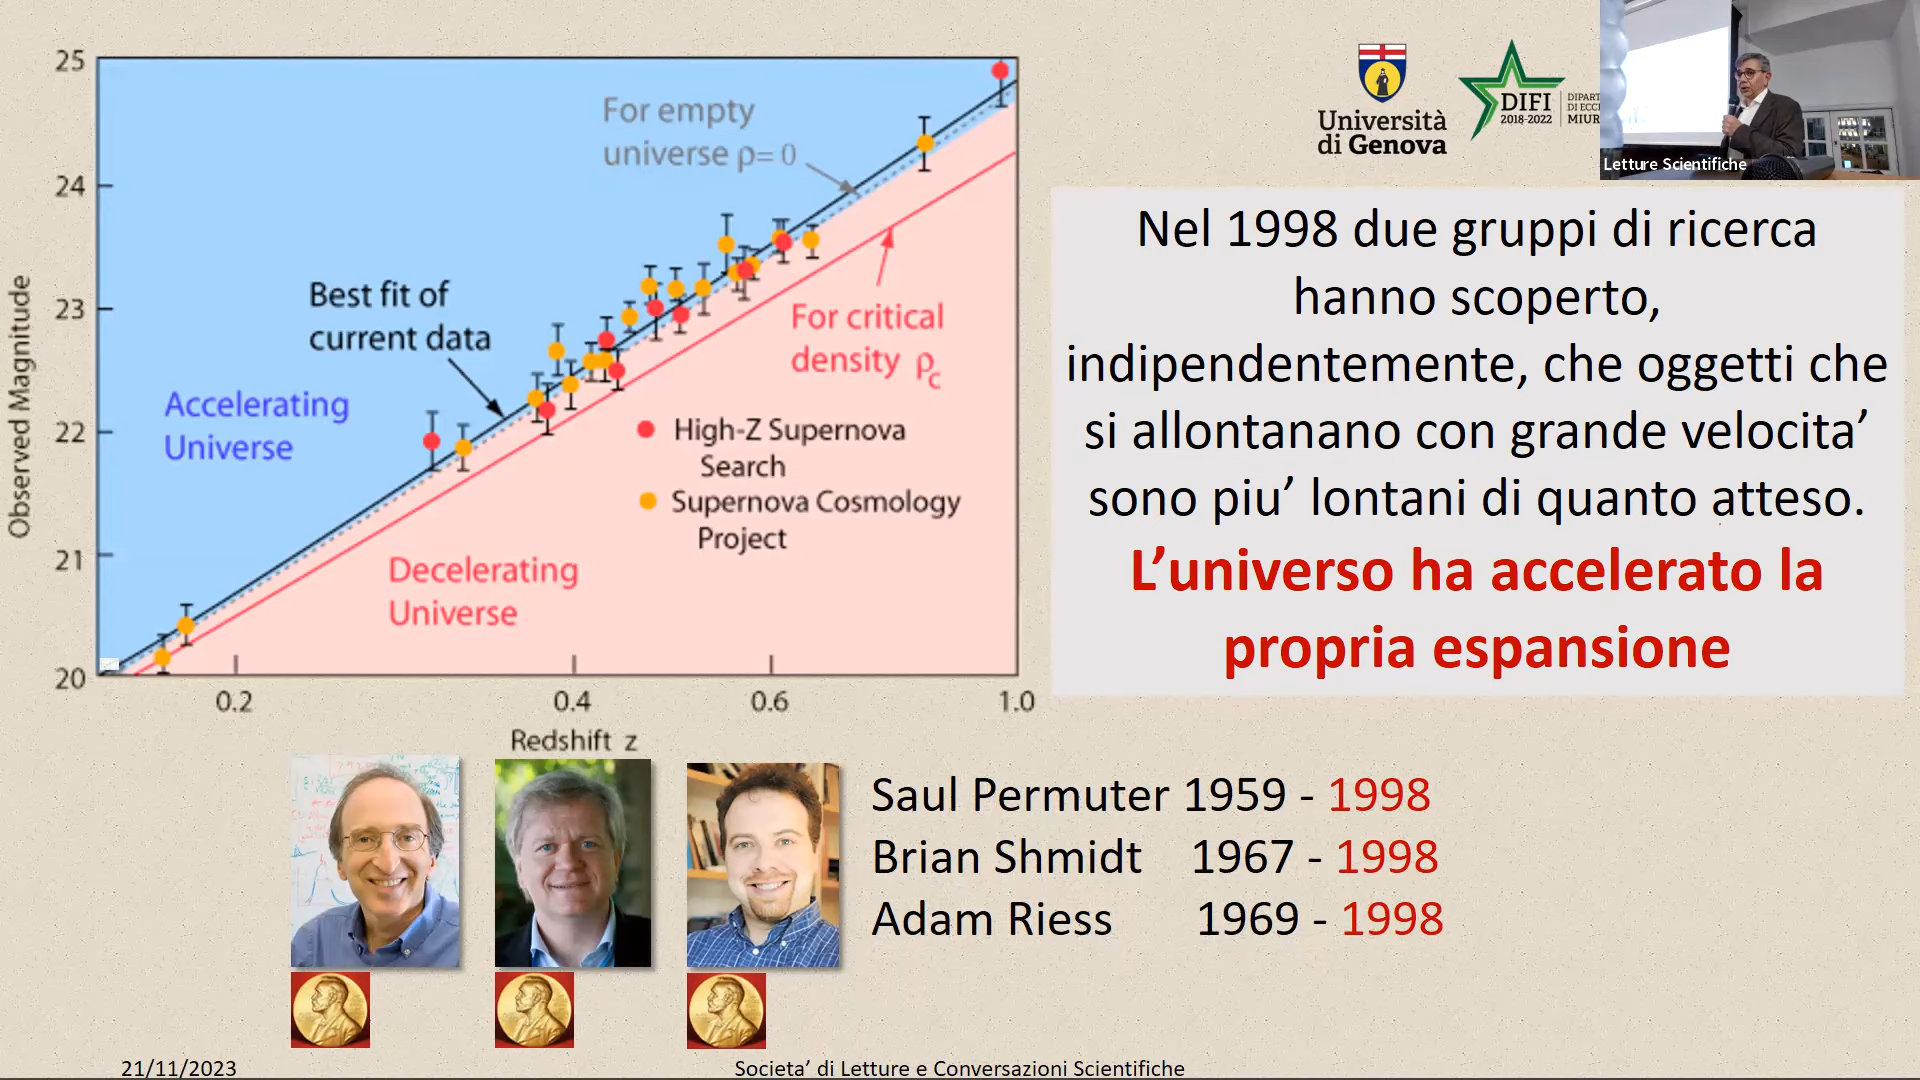 25
24
23
22
21
20
Observed Magnitude
0.2
0.4
0.6
1.0
Redshift z
For empty
universe ρ= 0
Best fit of
current data
Accelerating
Universe
For critical
density ρc
High-Z Supernova
Search
Supernova Cosmology
Project
Decelerating
Universe
Università
di Genova
DIFI
2018-2022
MIUR
Letture Scientifiche
Nel 1998 due gruppi di ricerca
hanno scoperto,
indipendentemente, che oggetti che
si allontanano con grande velocita’
sono piu’ lontani di quanto atteso.
L’universo ha accelerato la
propria espansione
Saul Permuter 1959 - 1998
Brian Shmidt 1967 - 1998
Adam Riess 1969 - 1998
21/11/2023
Societa’ di Letture e Conversazioni Scientifiche